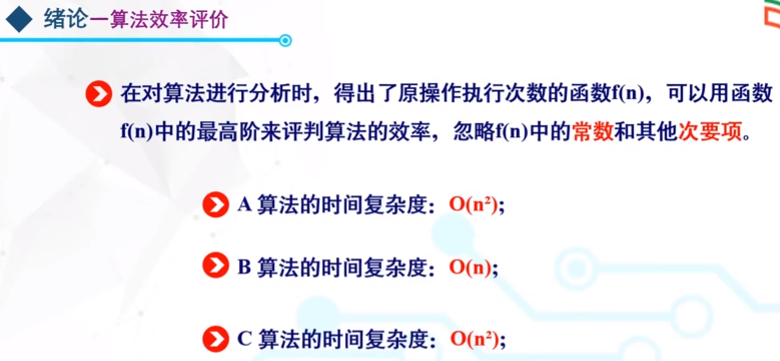 绪论—算法效率评价
在对算法进行分析时，得出了原操作执行次数的函数f(n)，可以用函数
f(n)中的最高阶来评判算法的效率，忽略f(n)中的常数和其他次要项。
A 算法的时间复杂度：O(n²);
B 算法的时间复杂度：O(n);
C 算法的时间复杂度：O(n²);